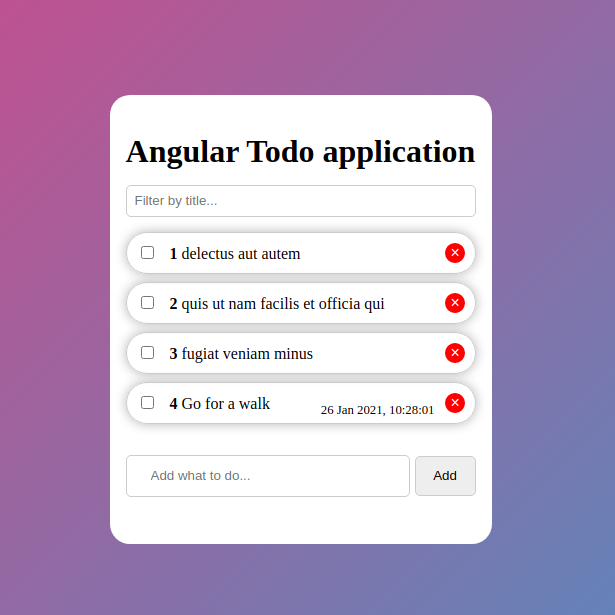 Angular Todo application
Filter by title...
1 delectus aut autem
2 quis ut nam facilis et officia qui
3 fugiat veniam minus
4 Go for a walk 26 Jan 2021, 10:28:01
Add what to do... Add